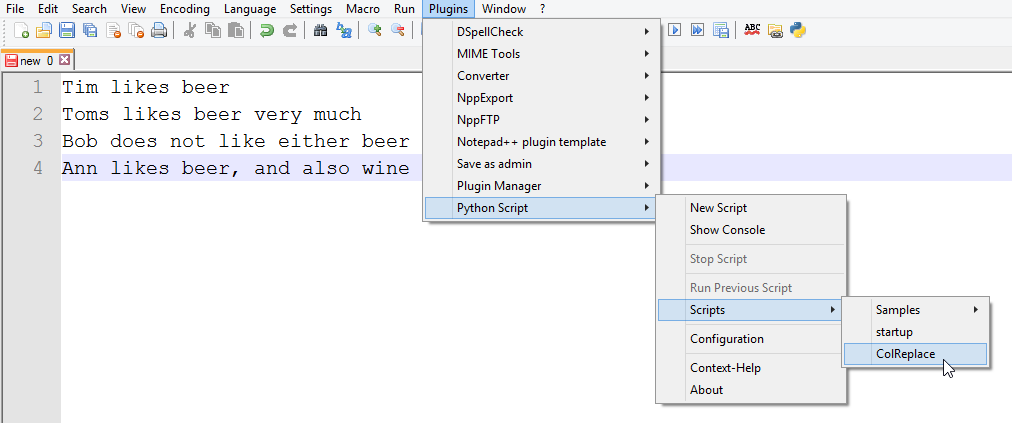 File Edit Search View Encoding Language Settings Macro Run Plugins Window ?
ABC
new 0
1 Tim likes beer
2 Toms likes beer very much
3 Bob does not like either beer
4 Ann likes beer, and also wine
DSpellCheck
MIME Tools
Converter
NppExport
NppFTP
Notepad++ plugin template
Save as admin
Plugin Manager
Python Script
New Script
Show Console
Stop Script
Run Previous Script
Scripts
Configuration
Context-Help
About
Samples
startup
ColReplace